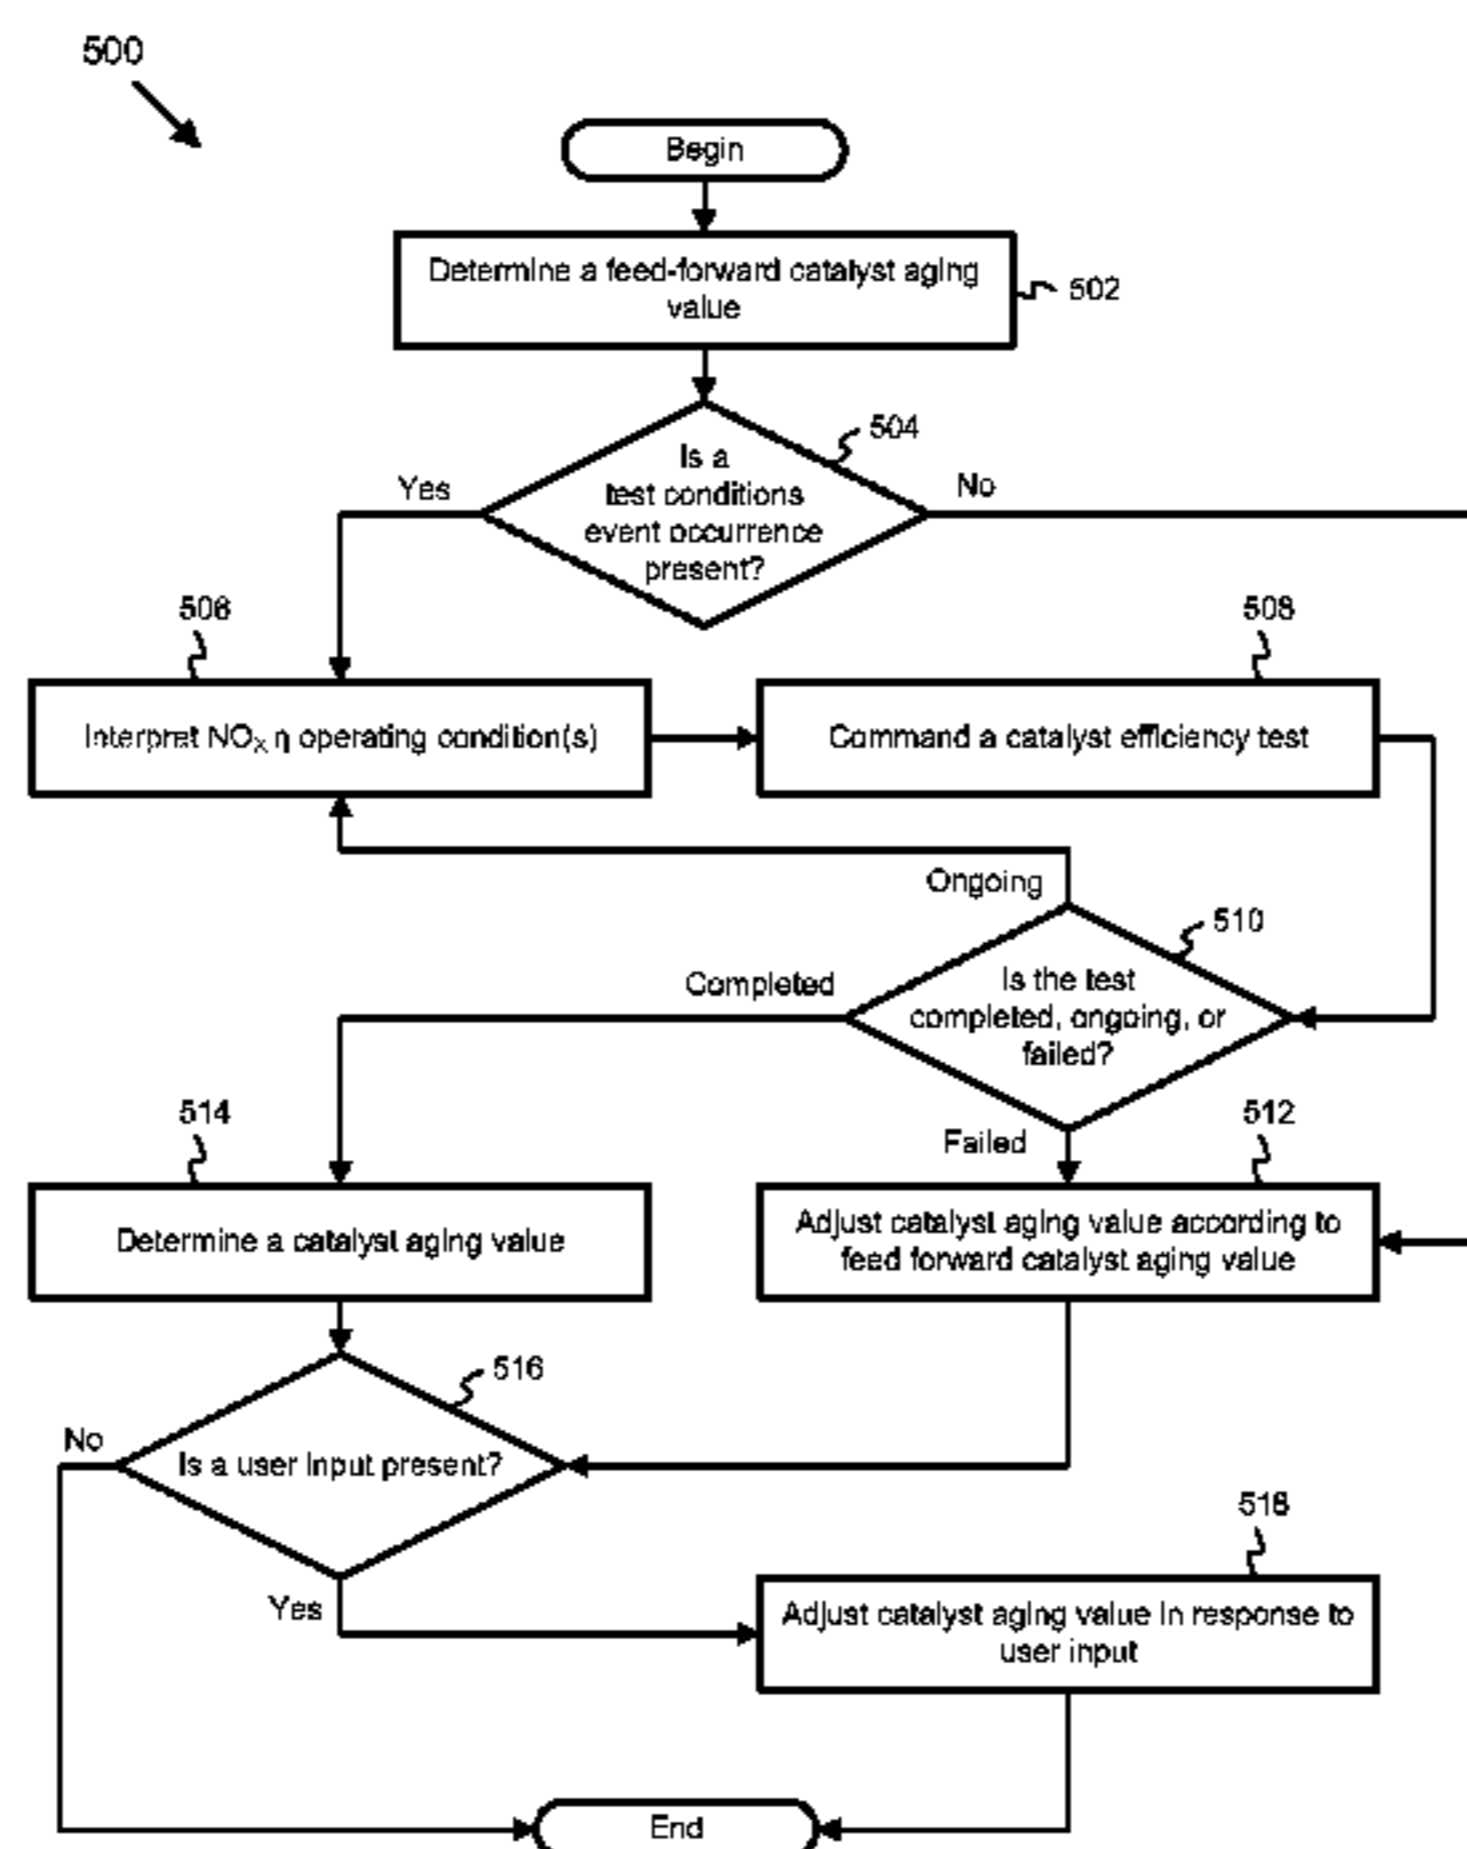 500
Begin
Determine a feed-forward catalyst aging
value
502
504
Is a
test conditions
event occurrence
present?
Yes
No
506
508
Interpret NOₓ η operating condition(s)
Command a catalyst efficiency test
Ongoing
510
Completed
Is the test
completed, ongoing, or
failed?
514
512
Failed
Determine a catalyst aging value
Adjust catalyst aging value according to
feed forward catalyst aging value
516
No
Is a user input present?
518
Yes
Adjust catalyst aging value in response to
user input
End